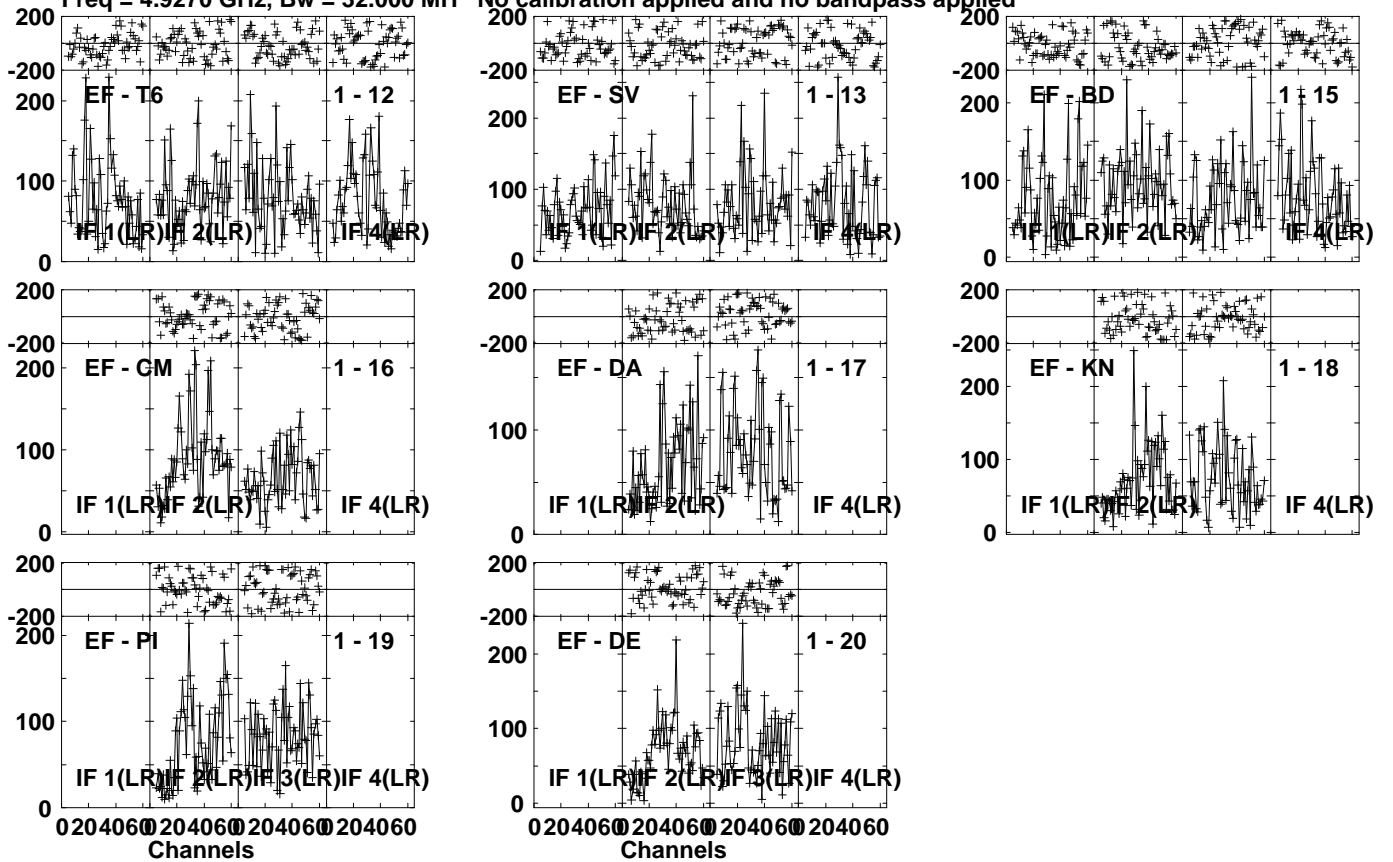 Freq = 4.9270 GHz, Bw = 32.000 MH No calibration applied and no bandpass applied
200
-200
200
100
0
EF - T6
1 - 12
IF 1(LR)
IF 2(LR)
IF 4(LR)
200
-200
200
100
0
EF - SV
1 - 13
IF 1(LR)
IF 2(LR)
IF 4(LR)
200
-200
200
100
0
EF - BD
1 - 15
IF 1(LR)
IF 2(LR)
IF 4(LR)
200
-200
200
100
0
EF - CM
1 - 16
IF 1(LR)
IF 2(LR)
IF 4(LR)
200
-200
100
0
EF - DA
1 - 17
IF 1(LR)
IF 2(LR)
IF 4(LR)
200
-200
200
100
0
EF - KN
1 - 18
IF 1(LR)
IF 2(LR)
IF 4(LR)
200
-200
200
100
0
EF - PI
1 - 19
IF 1(LR)
IF 2(LR)
IF 3(LR)
IF 4(LR)
0 20 40 60 0 20 40 60 0 20 40 60 0 20 40 60
Channels
200
-200
200
100
0
EF - DE
1 - 20
IF 1(LR)
IF 2(LR)
IF 3(LR)
IF 4(LR)
0 20 40 60 0 20 40 60 0 20 40 60 0 20 40 60
Channels